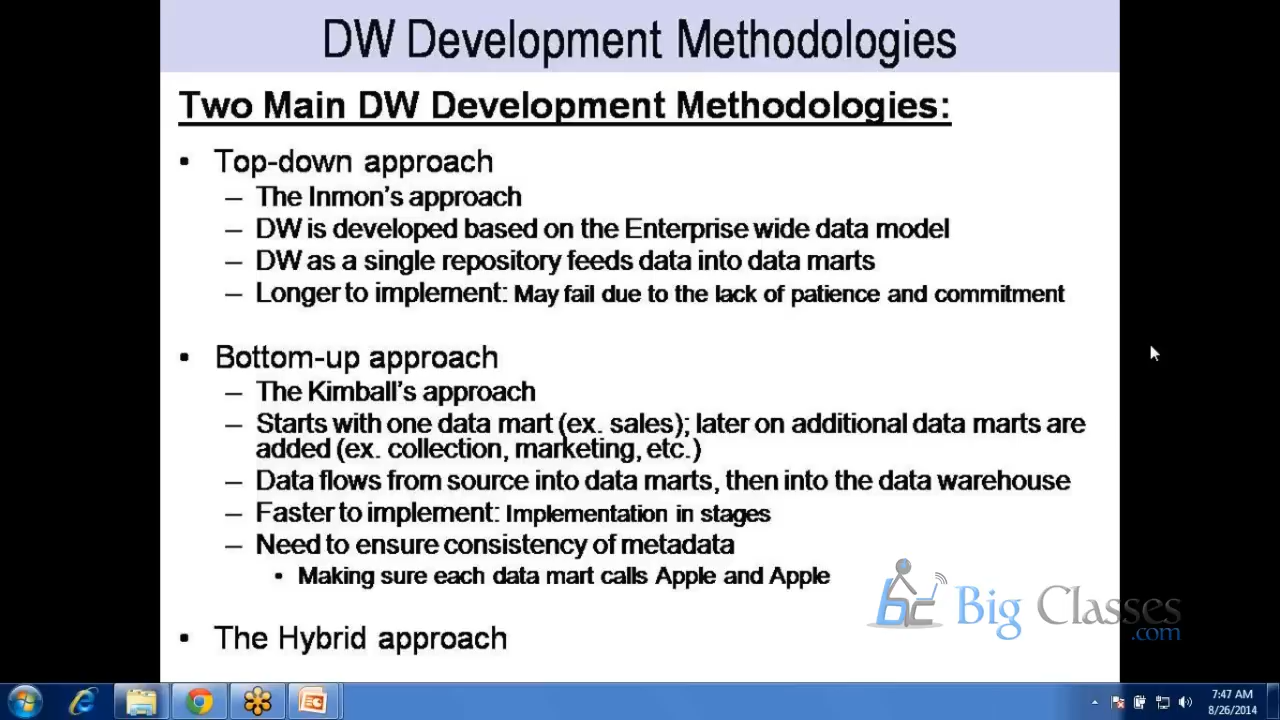 DW Development Methodologies
Two Main DW Development Methodologies:
• Top-down approach
– The Inmon's approach
– DW is developed based on the Enterprise wide data model
– DW as a single repository feeds data into data marts
– Longer to implement: May fail due to the lack of patience and commitment
• Bottom-up approach
– The Kimball's approach
– Starts with one data mart (ex. sales); later on additional data marts are
added (ex. collection, marketing, etc.)
– Data flows from source into data marts, then into the data warehouse
– Faster to implement: Implementation in stages
– Need to ensure consistency of metadata
• Making sure each data mart calls Apple and Apple
• The Hybrid approach
bc Big Classes
.com
7:47 AM
8/26/2014